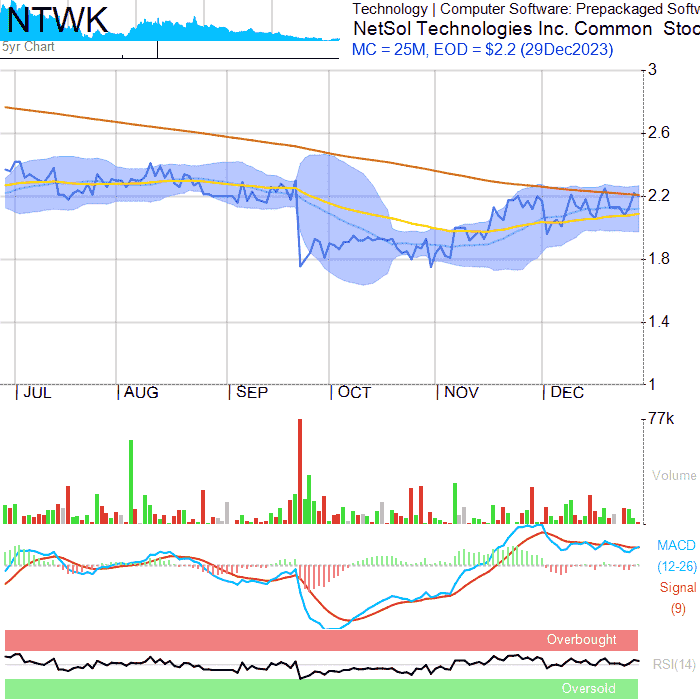 NTWK
5yr Chart
Technology | Computer Software: Prepackaged Softw
NetSol Technologies Inc. Common Stoc
MC = 25M, EOD = $2.2 (29Dec2023)
3
2.6
2.2
1.8
1.4
1
JUL
AUG
SEP
OCT
NOV
DEC
77k
Volume
MACD
(12-26)
Signal
(9)
Overbought
RSI(14)
Oversold